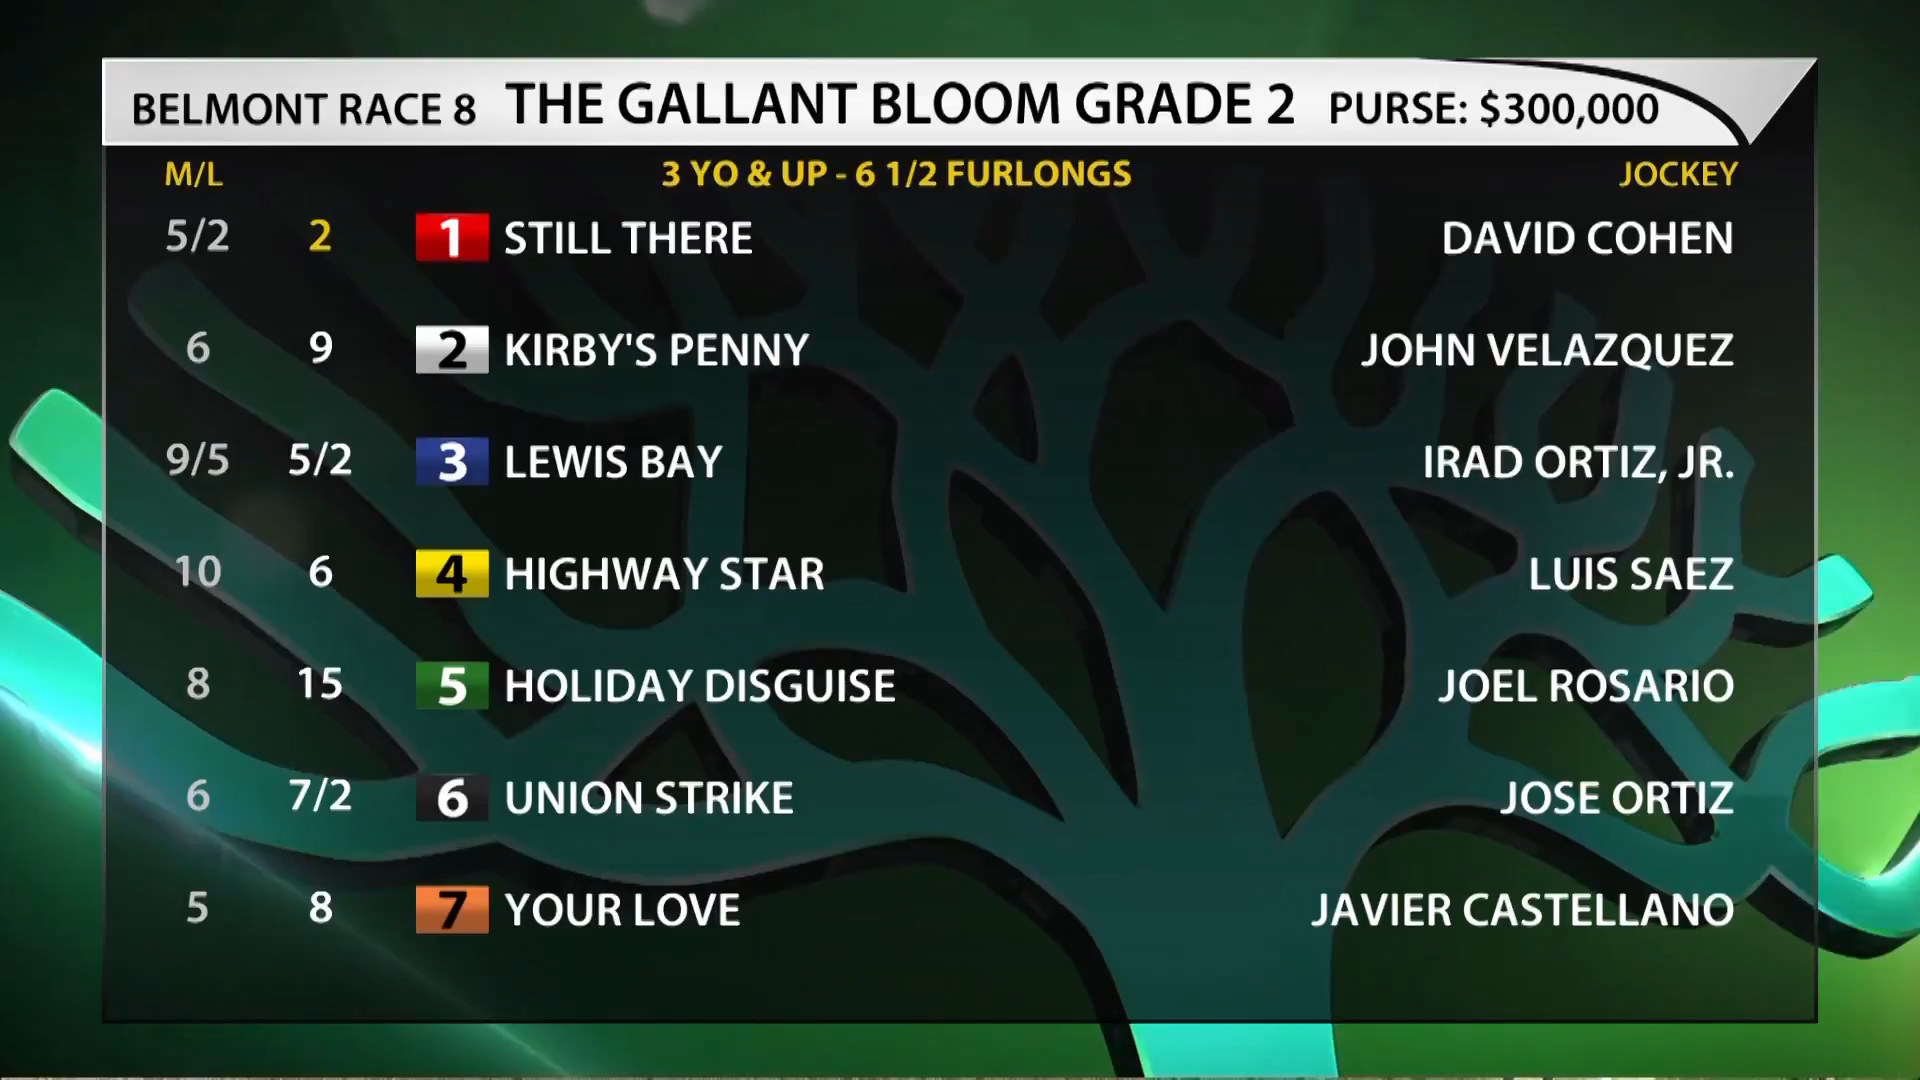 BELMONT RACE 8 THE GALLANT BLOOM GRADE 2 PURSE: $300,000
M/L 3 YO & UP - 6 1/2 FURLONGS JOCKEY
5/2 2 1 STILL THERE DAVID COHEN
6 9 2 KIRBY'S PENNY JOHN VELAZQUEZ
9/5 5/2 3 LEWIS BAY IRAD ORTIZ, JR.
10 6 4 HIGHWAY STAR LUIS SAEZ
8 15 5 HOLIDAY DISGUISE JOEL ROSARIO
6 7/2 6 UNION STRIKE JOSE ORTIZ
5 8 7 YOUR LOVE JAVIER CASTELLANO